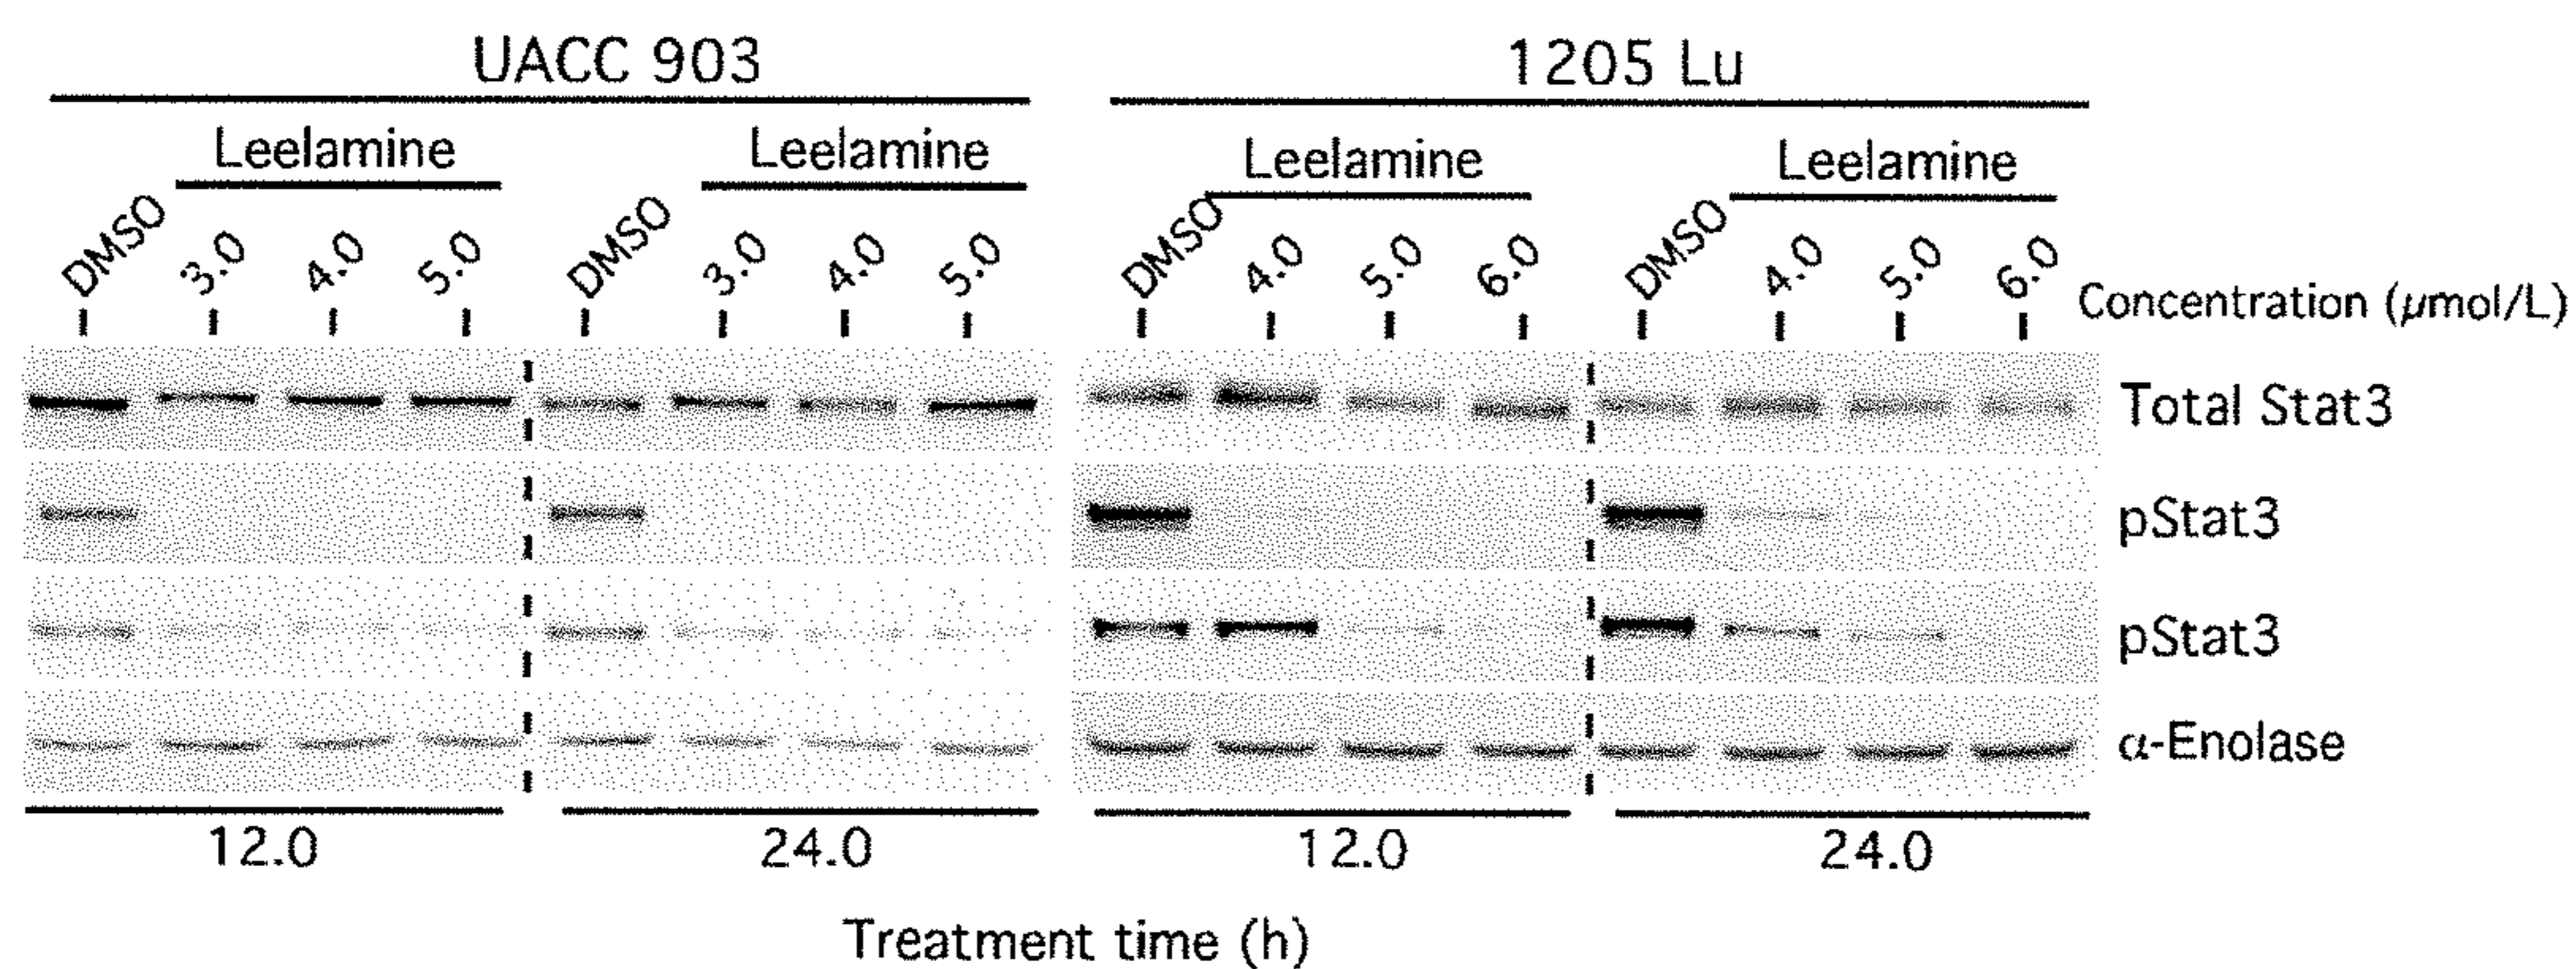 UACC 903 1205 Lu
Leelamine Leelamine Leelamine Leelamine
DMSO 3.0 4.0 5.0 DMSO 3.0 4.0 5.0 DMSO 4.0 5.0 6.0 DMSO 4.0 5.0 6.0 Concentration (µmol/L)
Total Stat3
pStat3
pStat3
α-Enolase
12.0 24.0 12.0 24.0
Treatment time (h)